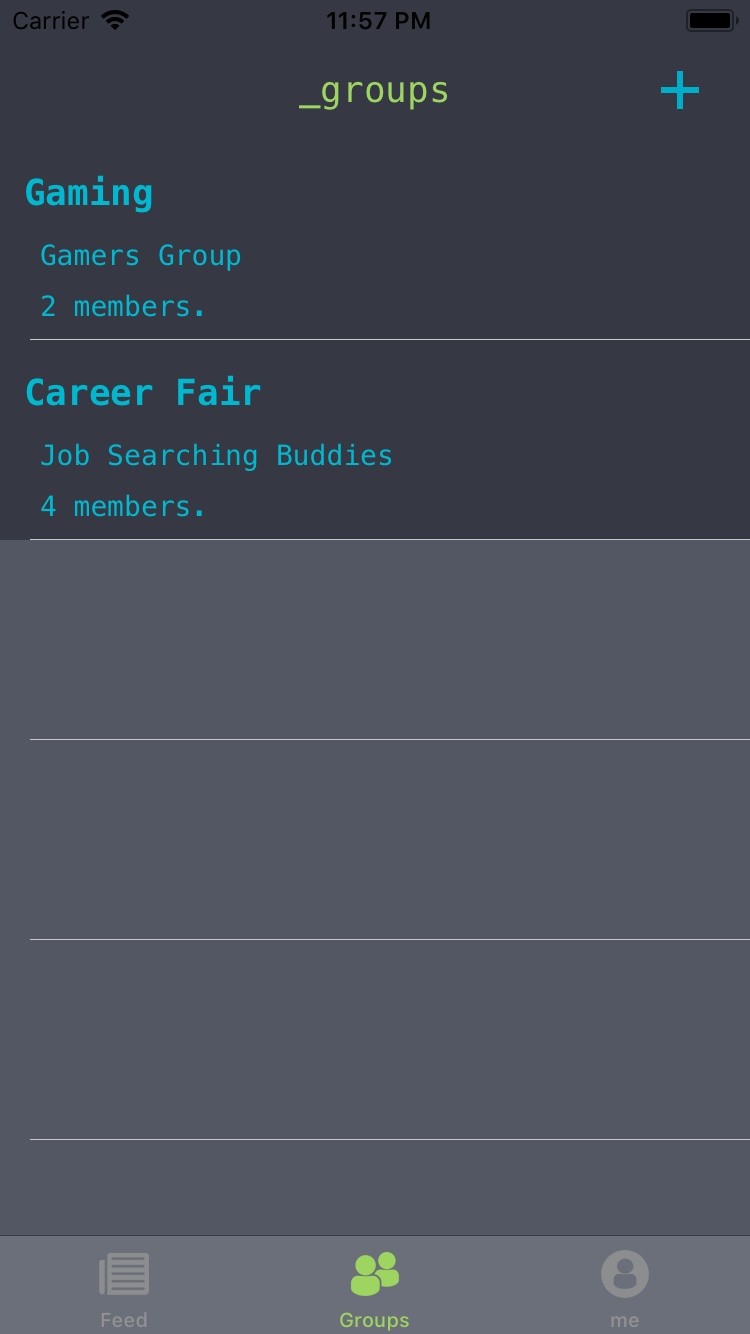 Carrier 11:57 PM
_groups +
Gaming
Gamers Group
2 members.
Career Fair
Job Searching Buddies
4 members.
Feed Groups me